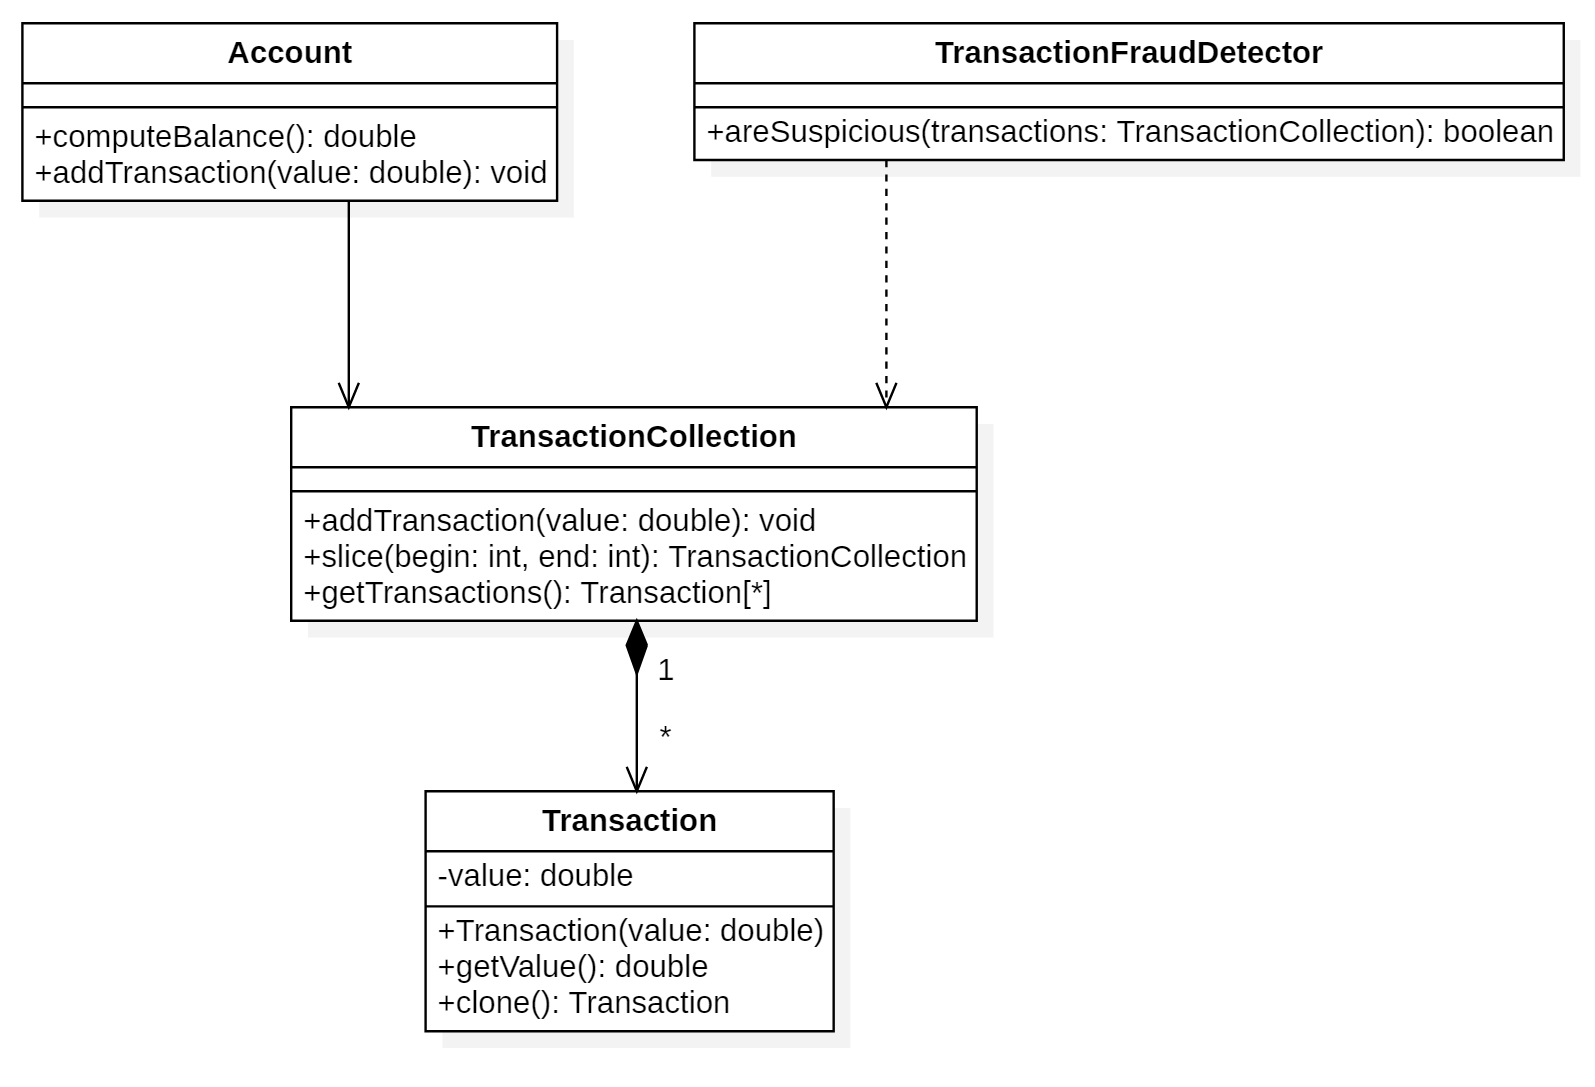 Account
+computeBalance(): double
+addTransaction(value: double): void
TransactionFraudDetector
+areSuspicious(transactions: TransactionCollection): boolean
TransactionCollection
+addTransaction(value: double): void
+slice(begin: int, end: int): TransactionCollection
+getTransactions(): Transaction[*]
1
*
Transaction
-value: double
+Transaction(value: double)
+getValue(): double
+clone(): Transaction